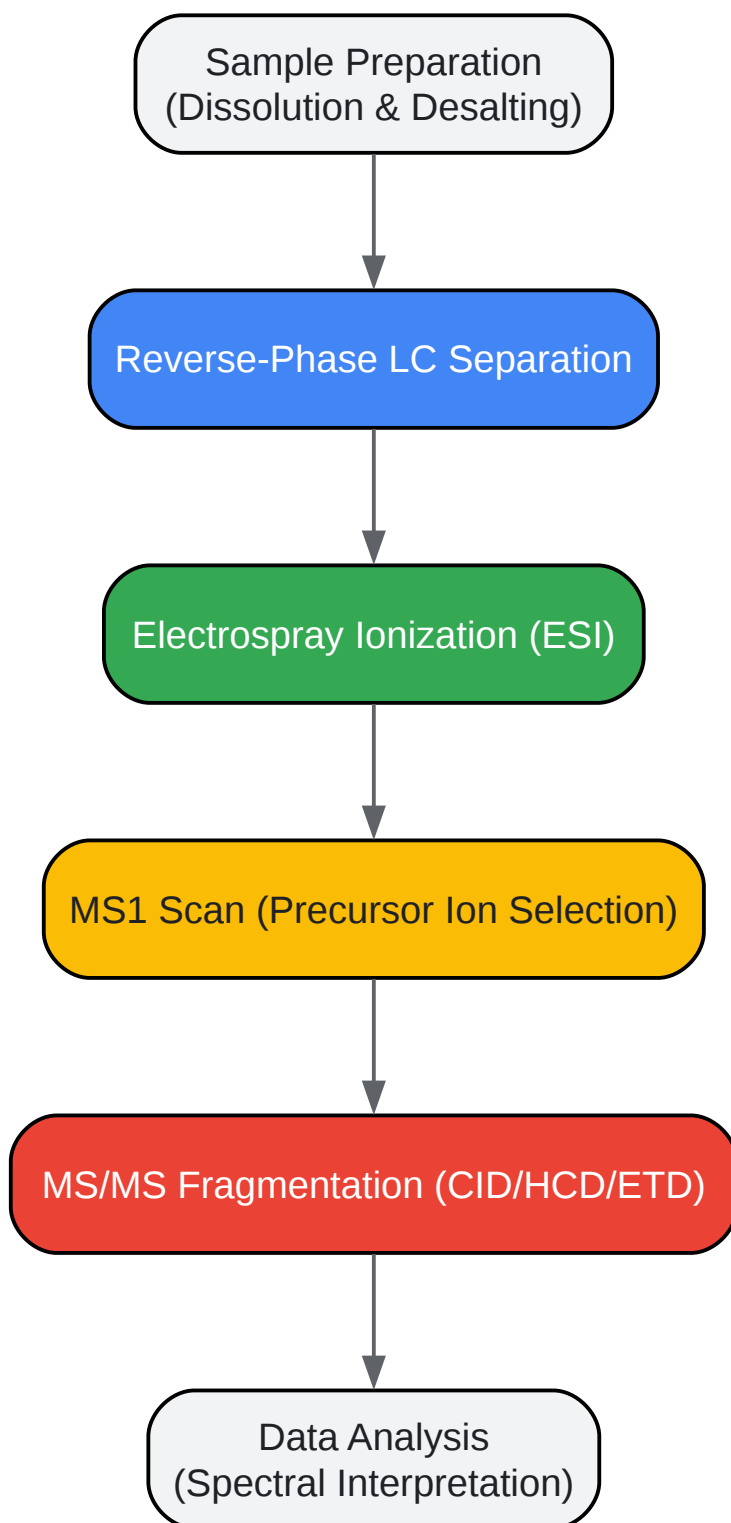 Sample Preparation
(Dissolution & Desalting)
Reverse-Phase LC Separation
Electrospray Ionization (ESI)
MS1 Scan (Precursor Ion Selection)
MS/MS Fragmentation (CID/HCD/ETD)
Data Analysis
(Spectral Interpretation)